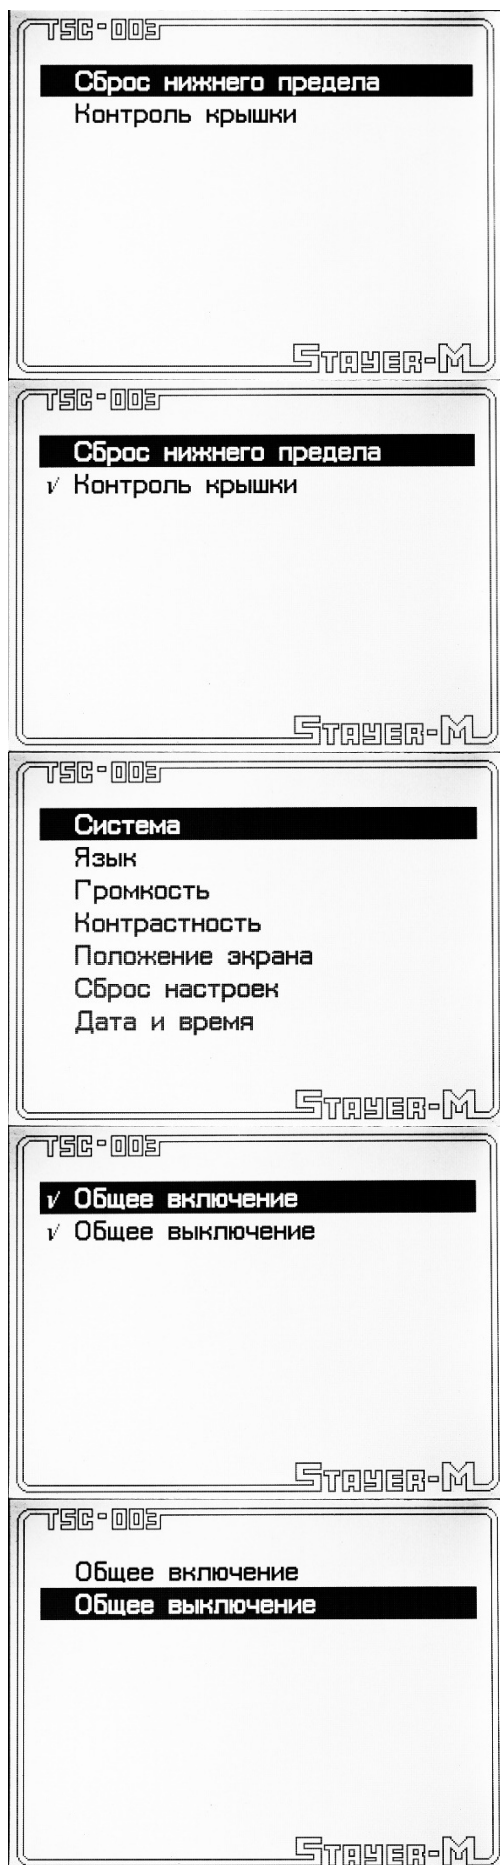 TSC-003
Сброс нижнего предела
Контроль крышки
STAYER-M
TSC-003
Сброс нижнего предела
√ Контроль крышки
STAYER-M
TSC-003
Система
Язык
Громкость
Контрастность
Положение экрана
Сброс настроек
Дата и время
STAYER-M
TSC-003
√ Общее включение
√ Общее выключение
STAYER-M
TSC-003
Общее включение
Общее выключение
STAYER-M